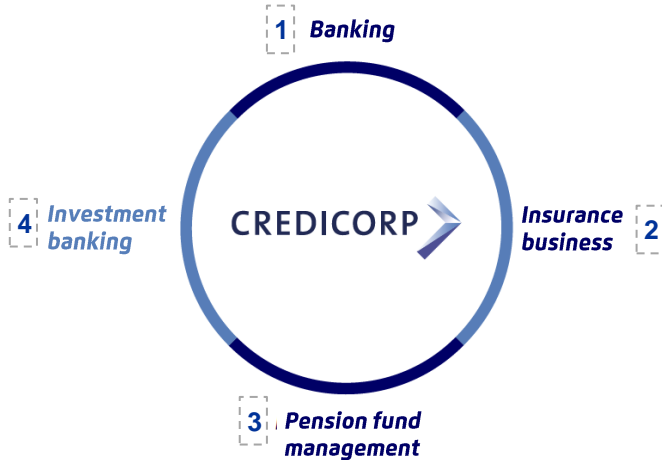 1 Banking
4 Investment
banking
CREDICORP
Insurance
business 2
3 Pension fund
management